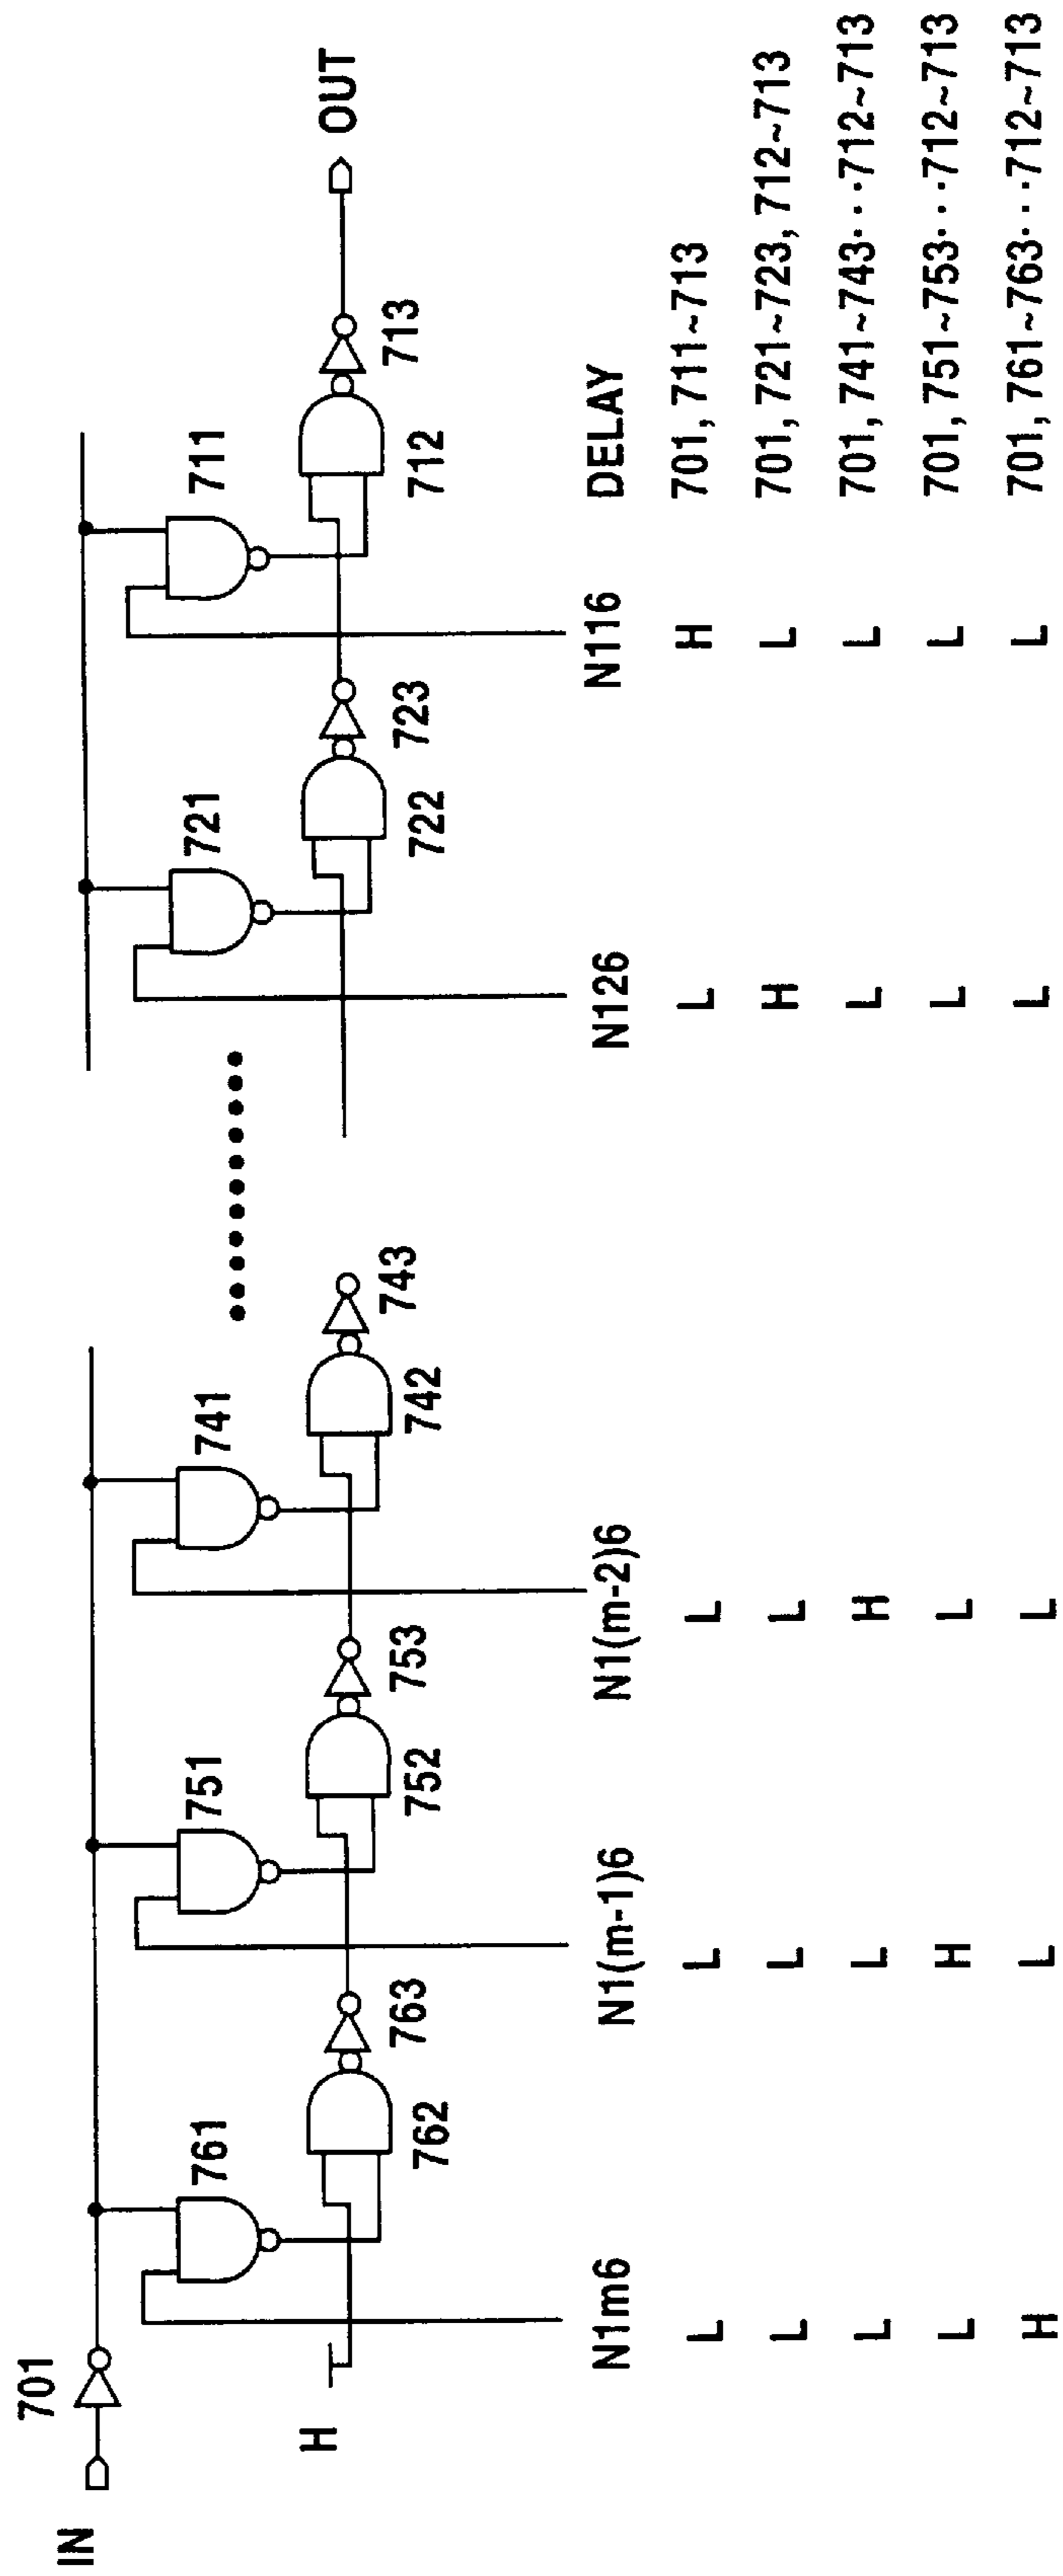 IN
701
H
761
762
763
751
752
753
741
742
743
721
722
723
711
712
713
OUT
N1m6 N1(m-1)6 N1(m-2)6 N126 N116 DELAY
L L L L H 701, 711~713
L L L H L 701, 721~723, 712~713
L L H L L 701, 741~743···712~713
L H L L L 701, 751~753···712~713
H L L L L 701, 761~763···712~713